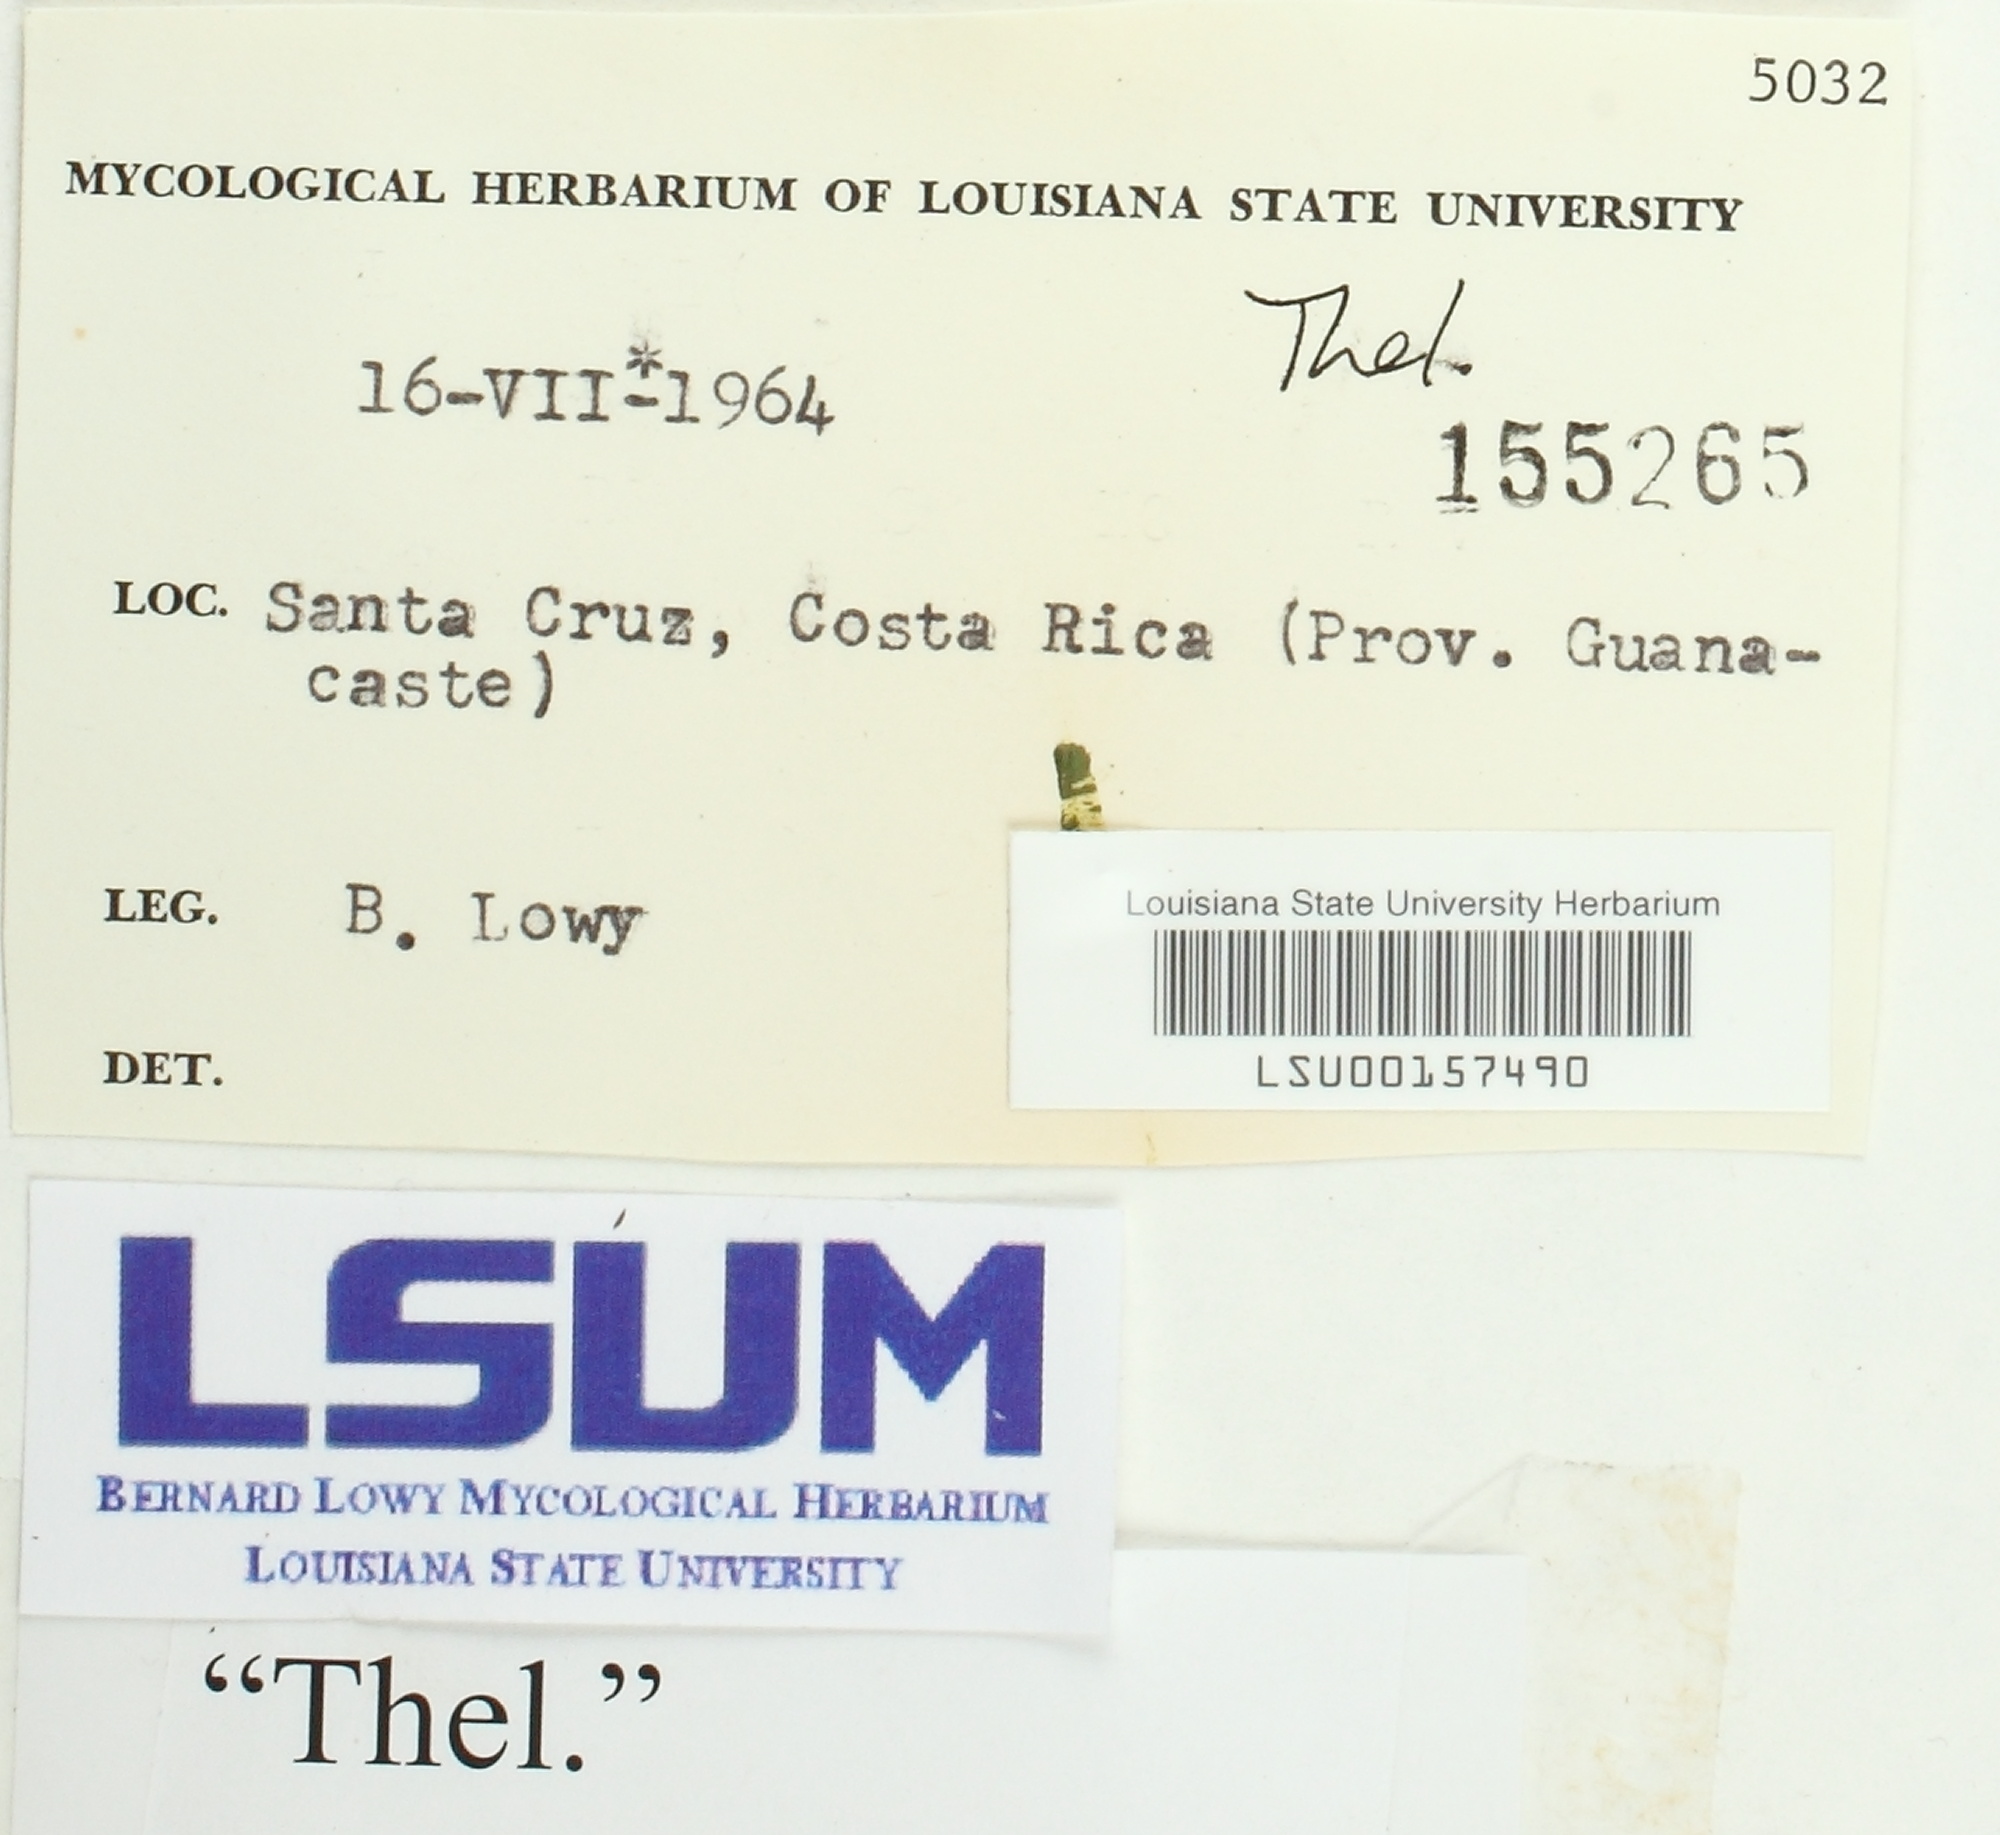 5032
MYCOLOGICAL HERBARIUM OF LOUISIANA STATE UNIVERSITY
Thel.
16-VII*-1964
155265
LOC. Santa Cruz, Costa Rica (Prov. Guana-
caste)
LEG. B. Lowy
Louisiana State University Herbarium
LSU00157490
DET.
LSUM
BERNARD LOWY MYCOLOGICAL HERBARIUM
LOUISIANA STATE UNIVERSITY
“Thel.”